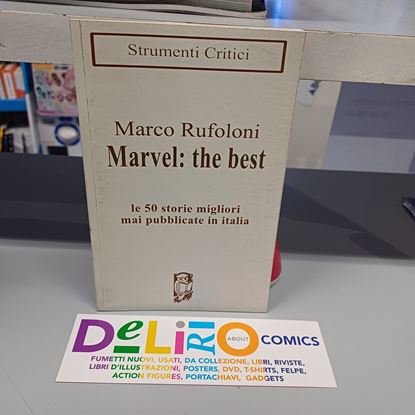 Strumenti Critici
Marco Rufoloni
Marvel: the best
le 50 storie migliori
mai pubblicate in italia
DeLiRiO ABOUT COMICS
FUMETTI NUOVI, USATI, DA COLLEZIONE, LIBRI, RIVISTE,
LIBRI D'ILLUSTRAZIONI, POSTERS, DVD, T-SHIRTS, FELPE,
ACTION FIGURES, PORTACHIAVI, GADGETS